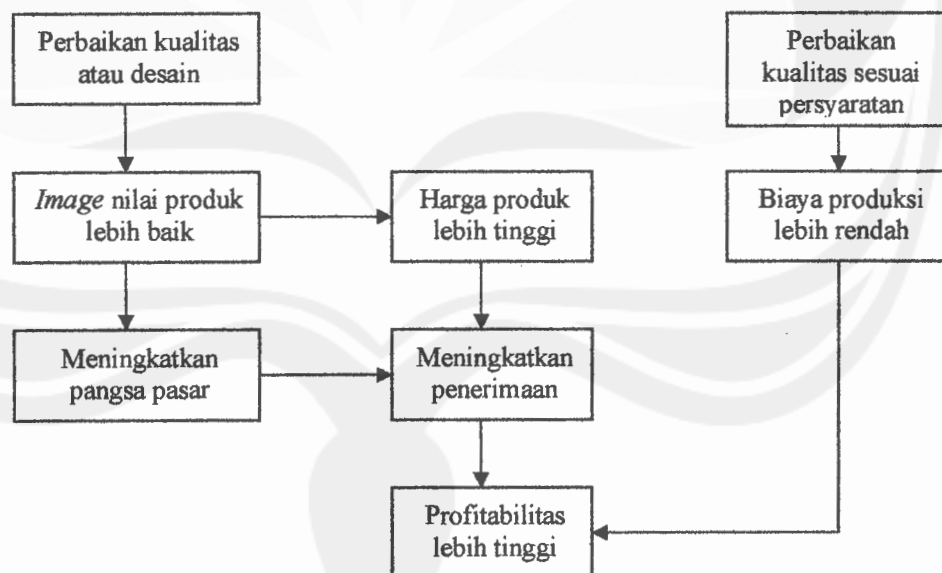 Perbaikan kualitas
atau desain
Perbaikan
kualitas sesuai
persyaratan
Image nilai produk
lebih baik
Harga produk
lebih tinggi
Biaya produksi
lebih rendah
Meningkatkan
pangsa pasar
Meningkatkan
penerimaan
Profitabilitas
lebih tinggi